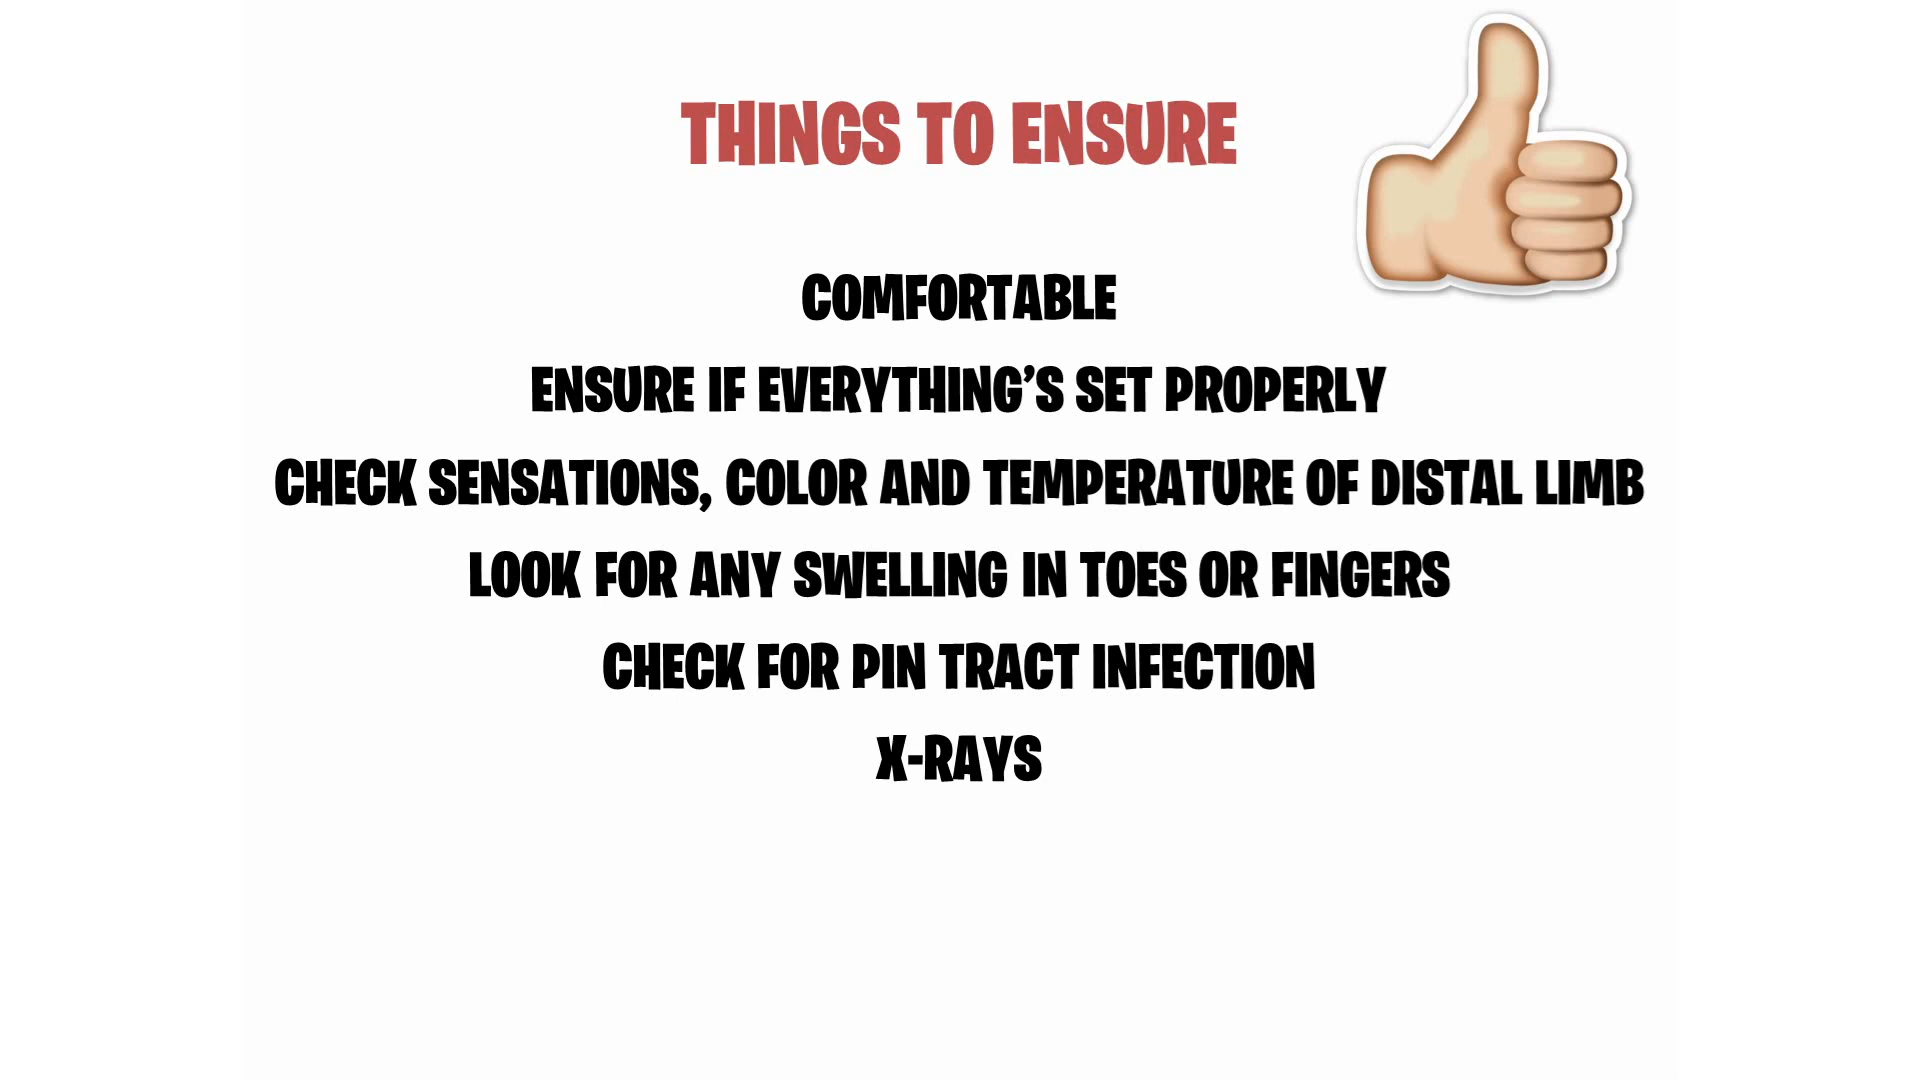 THINGS TO ENSURE
COMFORTABLE
ENSURE IF EVERYTHING’S SET PROPERLY
CHECK SENSATIONS, COLOR AND TEMPERATURE OF DISTAL LIMB
LOOK FOR ANY SWELLING IN TOES OR FINGERS
CHECK FOR PIN TRACT INFECTION
X-RAYS